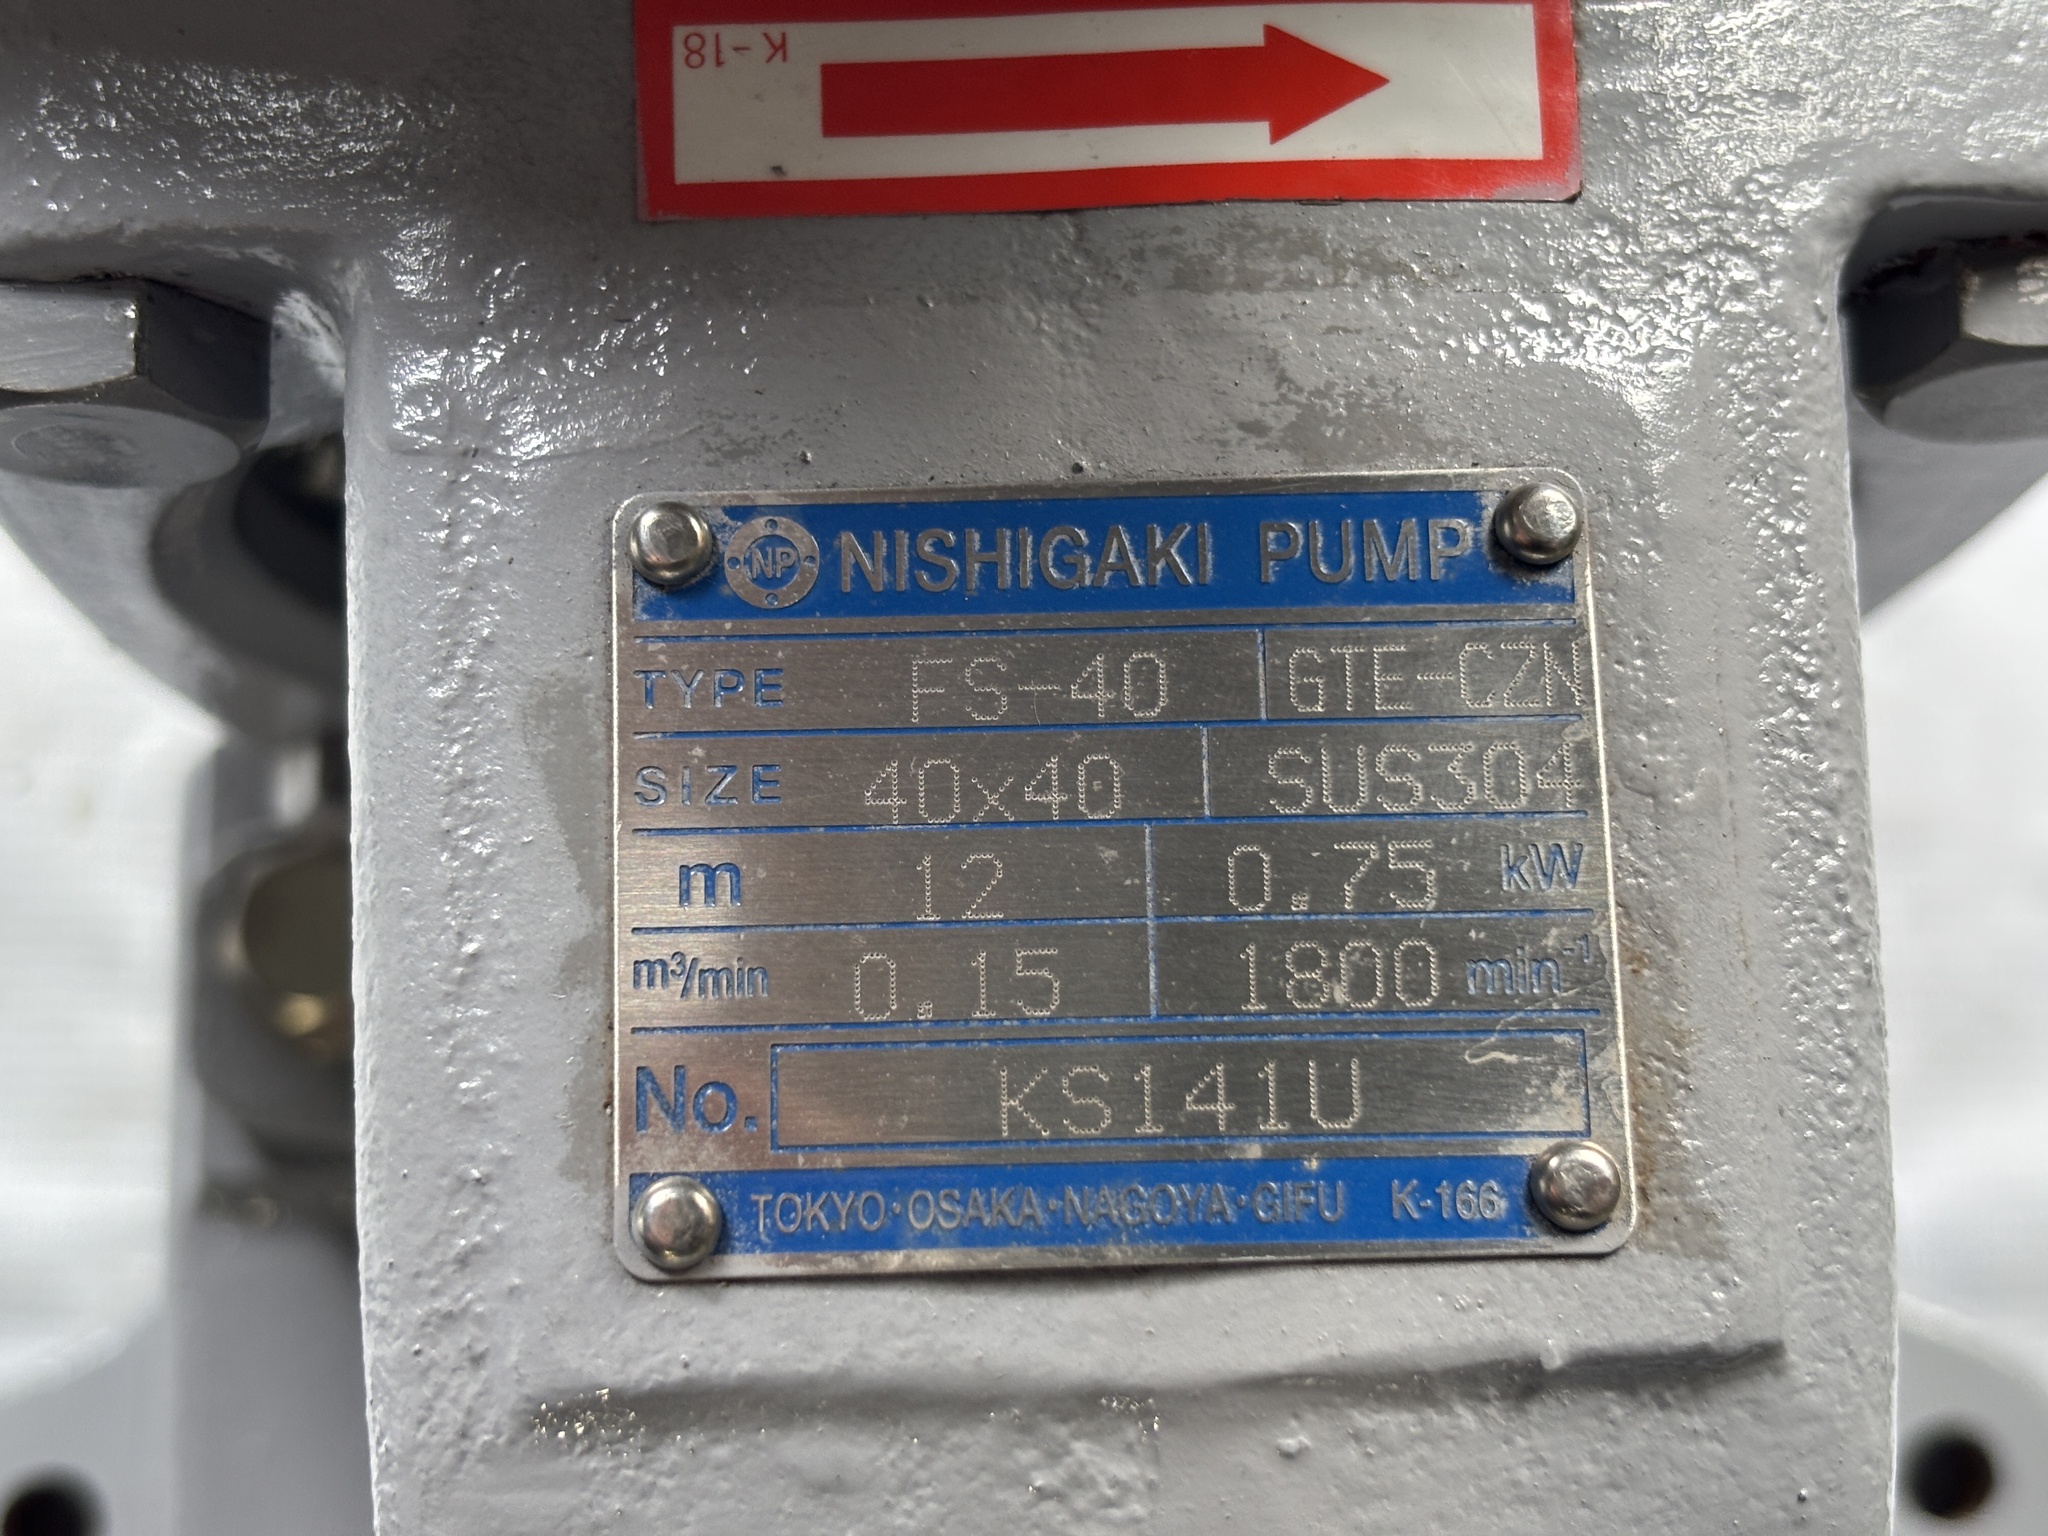 K-18
NP NISHIGAKI PUMP
TYPE FS-40 GTE-CZN
SIZE 40×40 SUS304
m 12 0.75 kW
m³/min 0.15 1800 min⁻¹
No. KS141U
TOKYO·OSAKA·NAGOYA·GIFU K-166